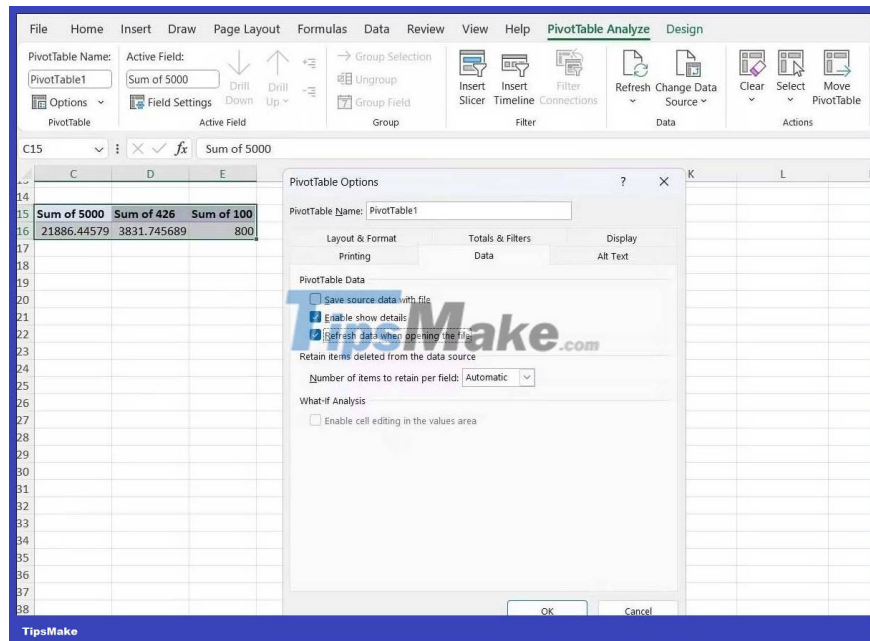 File Home Insert Draw Page Layout Formulas Data Review View Help PivotTable Analyze Design
PivotTable Name: Active Field:
PivotTable1 Sum of 5000 Drill Down Drill Up
Options Field Settings
Group Selection
Ungroup
Group Field
Insert Slicer Insert Timeline Filter Connections
Refresh Change Data Source
Clear Select Move PivotTable
PivotTable Active Field Group Filter Data Actions
C15 fx Sum of 5000
C D E K L
14
15 Sum of 5000 Sum of 426 Sum of 100
16 21886.44579 3831.745689 800
17
18
19
20
21
22
23
24
25
26
27
28
29
30
31
32
33
34
35
36
37
38
PivotTable Options ? X
PivotTable Name: PivotTable1
Layout & Format Totals & Filters Display
Printing Data Alt Text
PivotTable Data
Save source data with file
Enable show details
Refresh data when opening the file
Retain items deleted from the data source
Number of items to retain per field: Automatic
What-If Analysis
Enable cell editing in the values area
OK Cancel
TipsMake.com
TipsMake